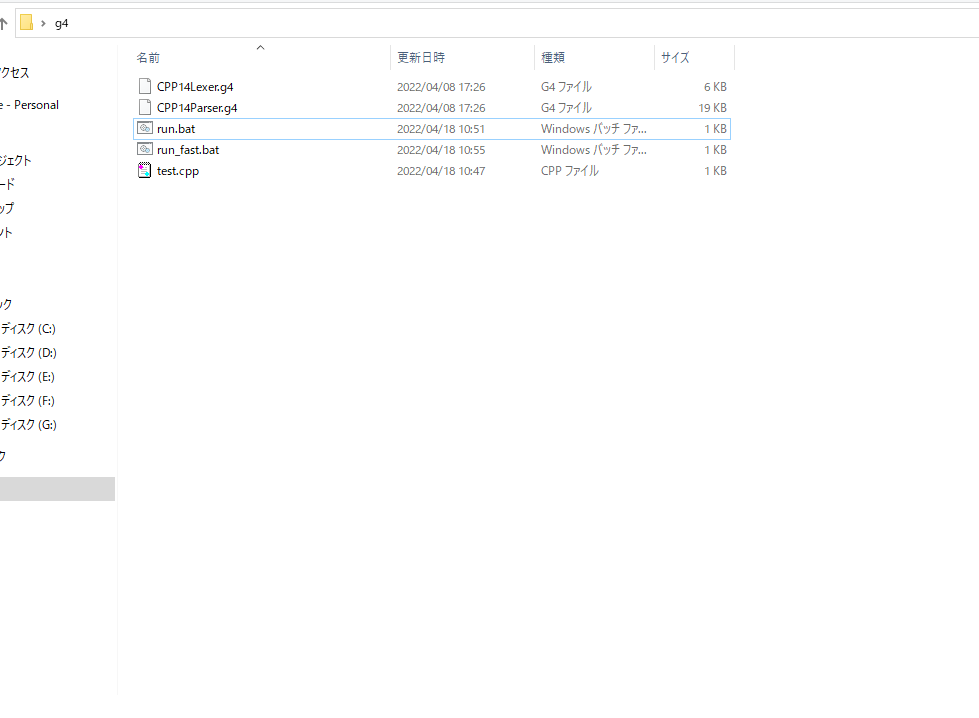 g4
名前 更新日時 種類 サイズ
CPP14Lexer.g4 2022/04/08 17:26 G4 ファイル 6 KB
CPP14Parser.g4 2022/04/08 17:26 G4 ファイル 19 KB
run.bat 2022/04/18 10:51 Windows バッチ ファ... 1 KB
run_fast.bat 2022/04/18 10:55 Windows バッチ ファ... 1 KB
test.cpp 2022/04/18 10:47 CPP ファイル 1 KB
クセス
e - Personal
ジェクト
ード
ップ
ント
ック
ディスク (C:)
ディスク (D:)
ディスク (E:)
ディスク (F:)
ディスク (G:)
ク